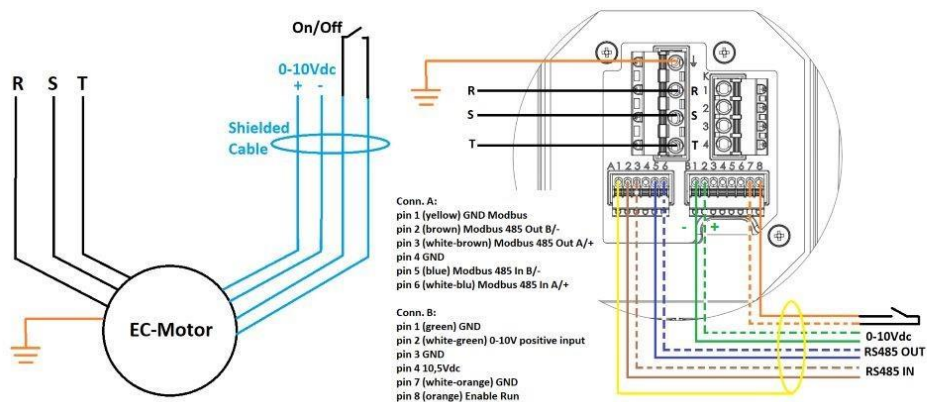 On/Off
0-10Vdc
+ -
R S T
Shielded
Cable
EC-Motor
R
S
T
R
S
T
K
1
2
3
4
A 1 2 3 4 5 6
B 1 2 3 4 5 6 7 8
- +
Conn. A:
pin 1 (yellow) GND Modbus
pin 2 (brown) Modbus 485 Out B/-
pin 3 (white-brown) Modbus 485 Out A/+
pin 4 GND
pin 5 (blue) Modbus 485 In B/-
pin 6 (white-blu) Modbus 485 In A/+
Conn. B:
pin 1 (green) GND
pin 2 (white-green) 0-10V positive input
pin 3 GND
pin 4 10,5Vdc
pin 7 (white-orange) GND
pin 8 (orange) Enable Run
0-10Vdc
RS485 OUT
RS485 IN